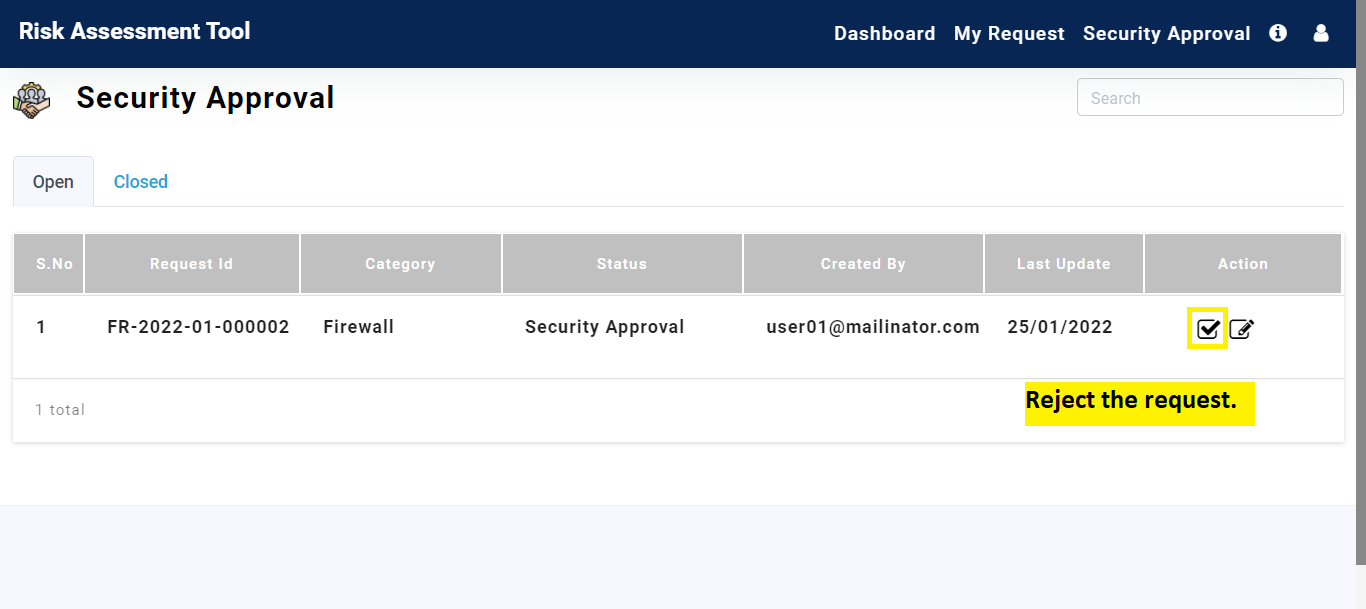 Risk Assessment Tool
Dashboard My Request Security Approval
Security Approval
Search
Open Closed
S.No Request Id Category Status Created By Last Update Action
1 FR-2022-01-000002 Firewall Security Approval user01@mailinator.com 25/01/2022
Reject the request.
1 total